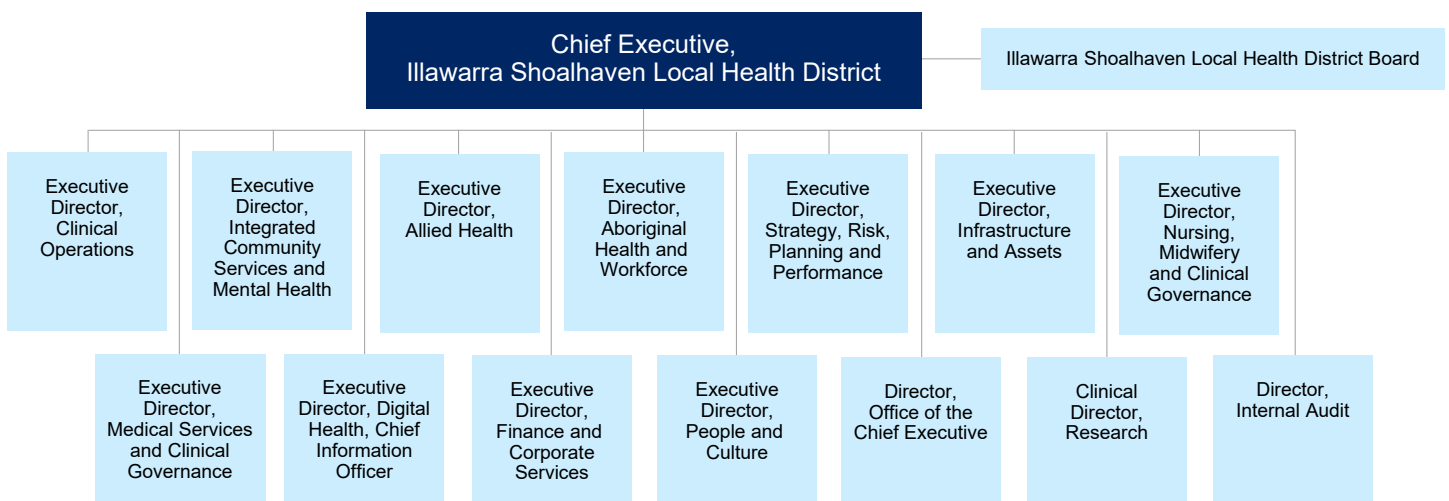 Chief Executive,
Illawarra Shoalhaven Local Health District
Illawarra Shoalhaven Local Health District Board
Executive
Director,
Clinical
Operations
Executive
Director,
Integrated
Community
Services and
Mental Health
Executive
Director,
Allied Health
Executive
Director,
Aboriginal
Health and
Workforce
Executive
Director,
Strategy, Risk,
Planning and
Performance
Executive
Director,
Infrastructure
and Assets
Executive
Director,
Nursing,
Midwifery
and Clinical
Governance
Executive
Director,
Medical Services
and Clinical
Governance
Executive
Director, Digital
Health, Chief
Information
Officer
Executive
Director,
Finance and
Corporate
Services
Executive
Director,
People and
Culture
Director,
Office of the
Chief Executive
Clinical
Director,
Research
Director,
Internal Audit